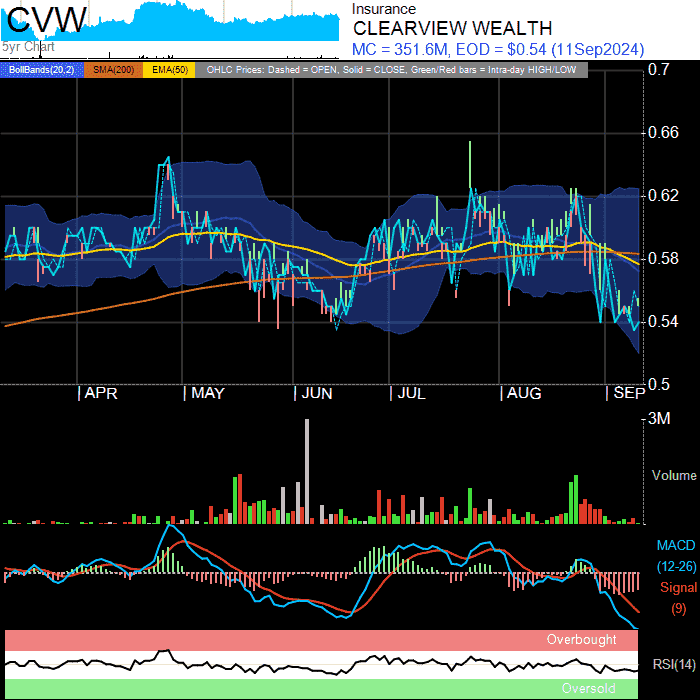 CVW
5yr Chart
Insurance
CLEARVIEW WEALTH
MC = 351.6M, EOD = $0.54 (11Sep2024)
BollBands(20,2) SMA(200) EMA(50) OHLC Prices: Dashed = OPEN, Solid = CLOSE, Green/Red bars = Intra-day HIGH/LOW
0.7
0.66
0.62
0.58
0.54
0.5
APR MAY JUN JUL AUG SEP
3M
Volume
MACD
(12-26)
Signal
(9)
Overbought
RSI(14)
Oversold